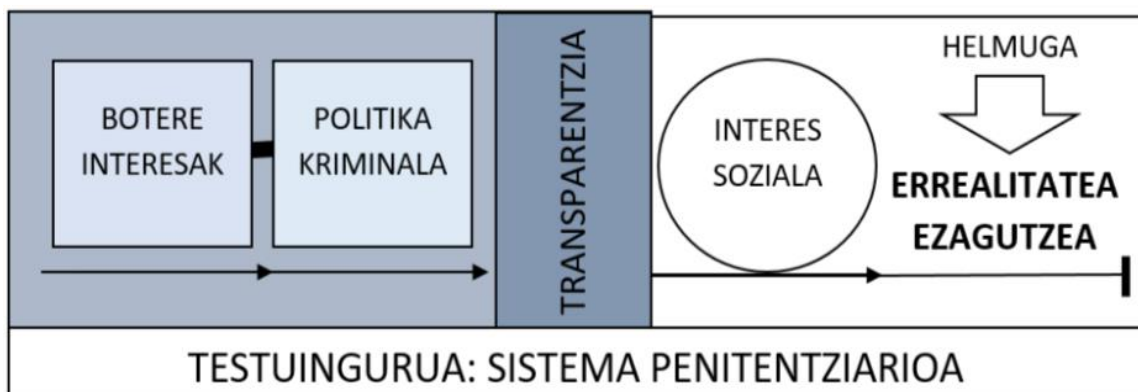 BOTERE
INTERESAK
POLITIKA
KRIMINALA
TRANSPARENTZIA
INTERES
SOZIALA
HELMUGA
ERREALITATEA
EZAGUTZEA
TESTUINGURUA: SISTEMA PENITENTZIARIOA